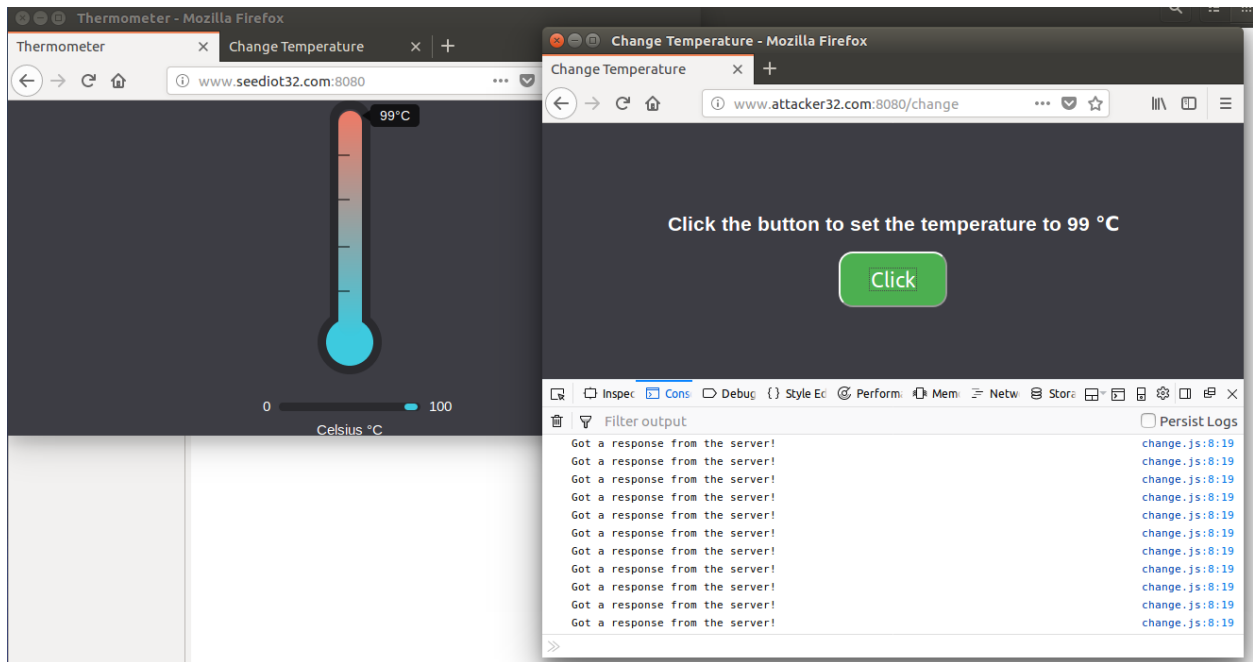 Thermometer - Mozilla Firefox
Thermometer
Change Temperature
www.seediot32.com:8080
99°C
0
100
Celsius °C
Change Temperature - Mozilla Firefox
Change Temperature
www.attacker32.com:8080/change
Click the button to set the temperature to 99 °C
Click
Inspec Cons Debug {} Style Ed Perform Mem Netw Stora
Filter output Persist Logs
Got a response from the server! change.js:8:19
Got a response from the server! change.js:8:19
Got a response from the server! change.js:8:19
Got a response from the server! change.js:8:19
Got a response from the server! change.js:8:19
Got a response from the server! change.js:8:19
Got a response from the server! change.js:8:19
Got a response from the server! change.js:8:19
Got a response from the server! change.js:8:19
Got a response from the server! change.js:8:19
Got a response from the server! change.js:8:19